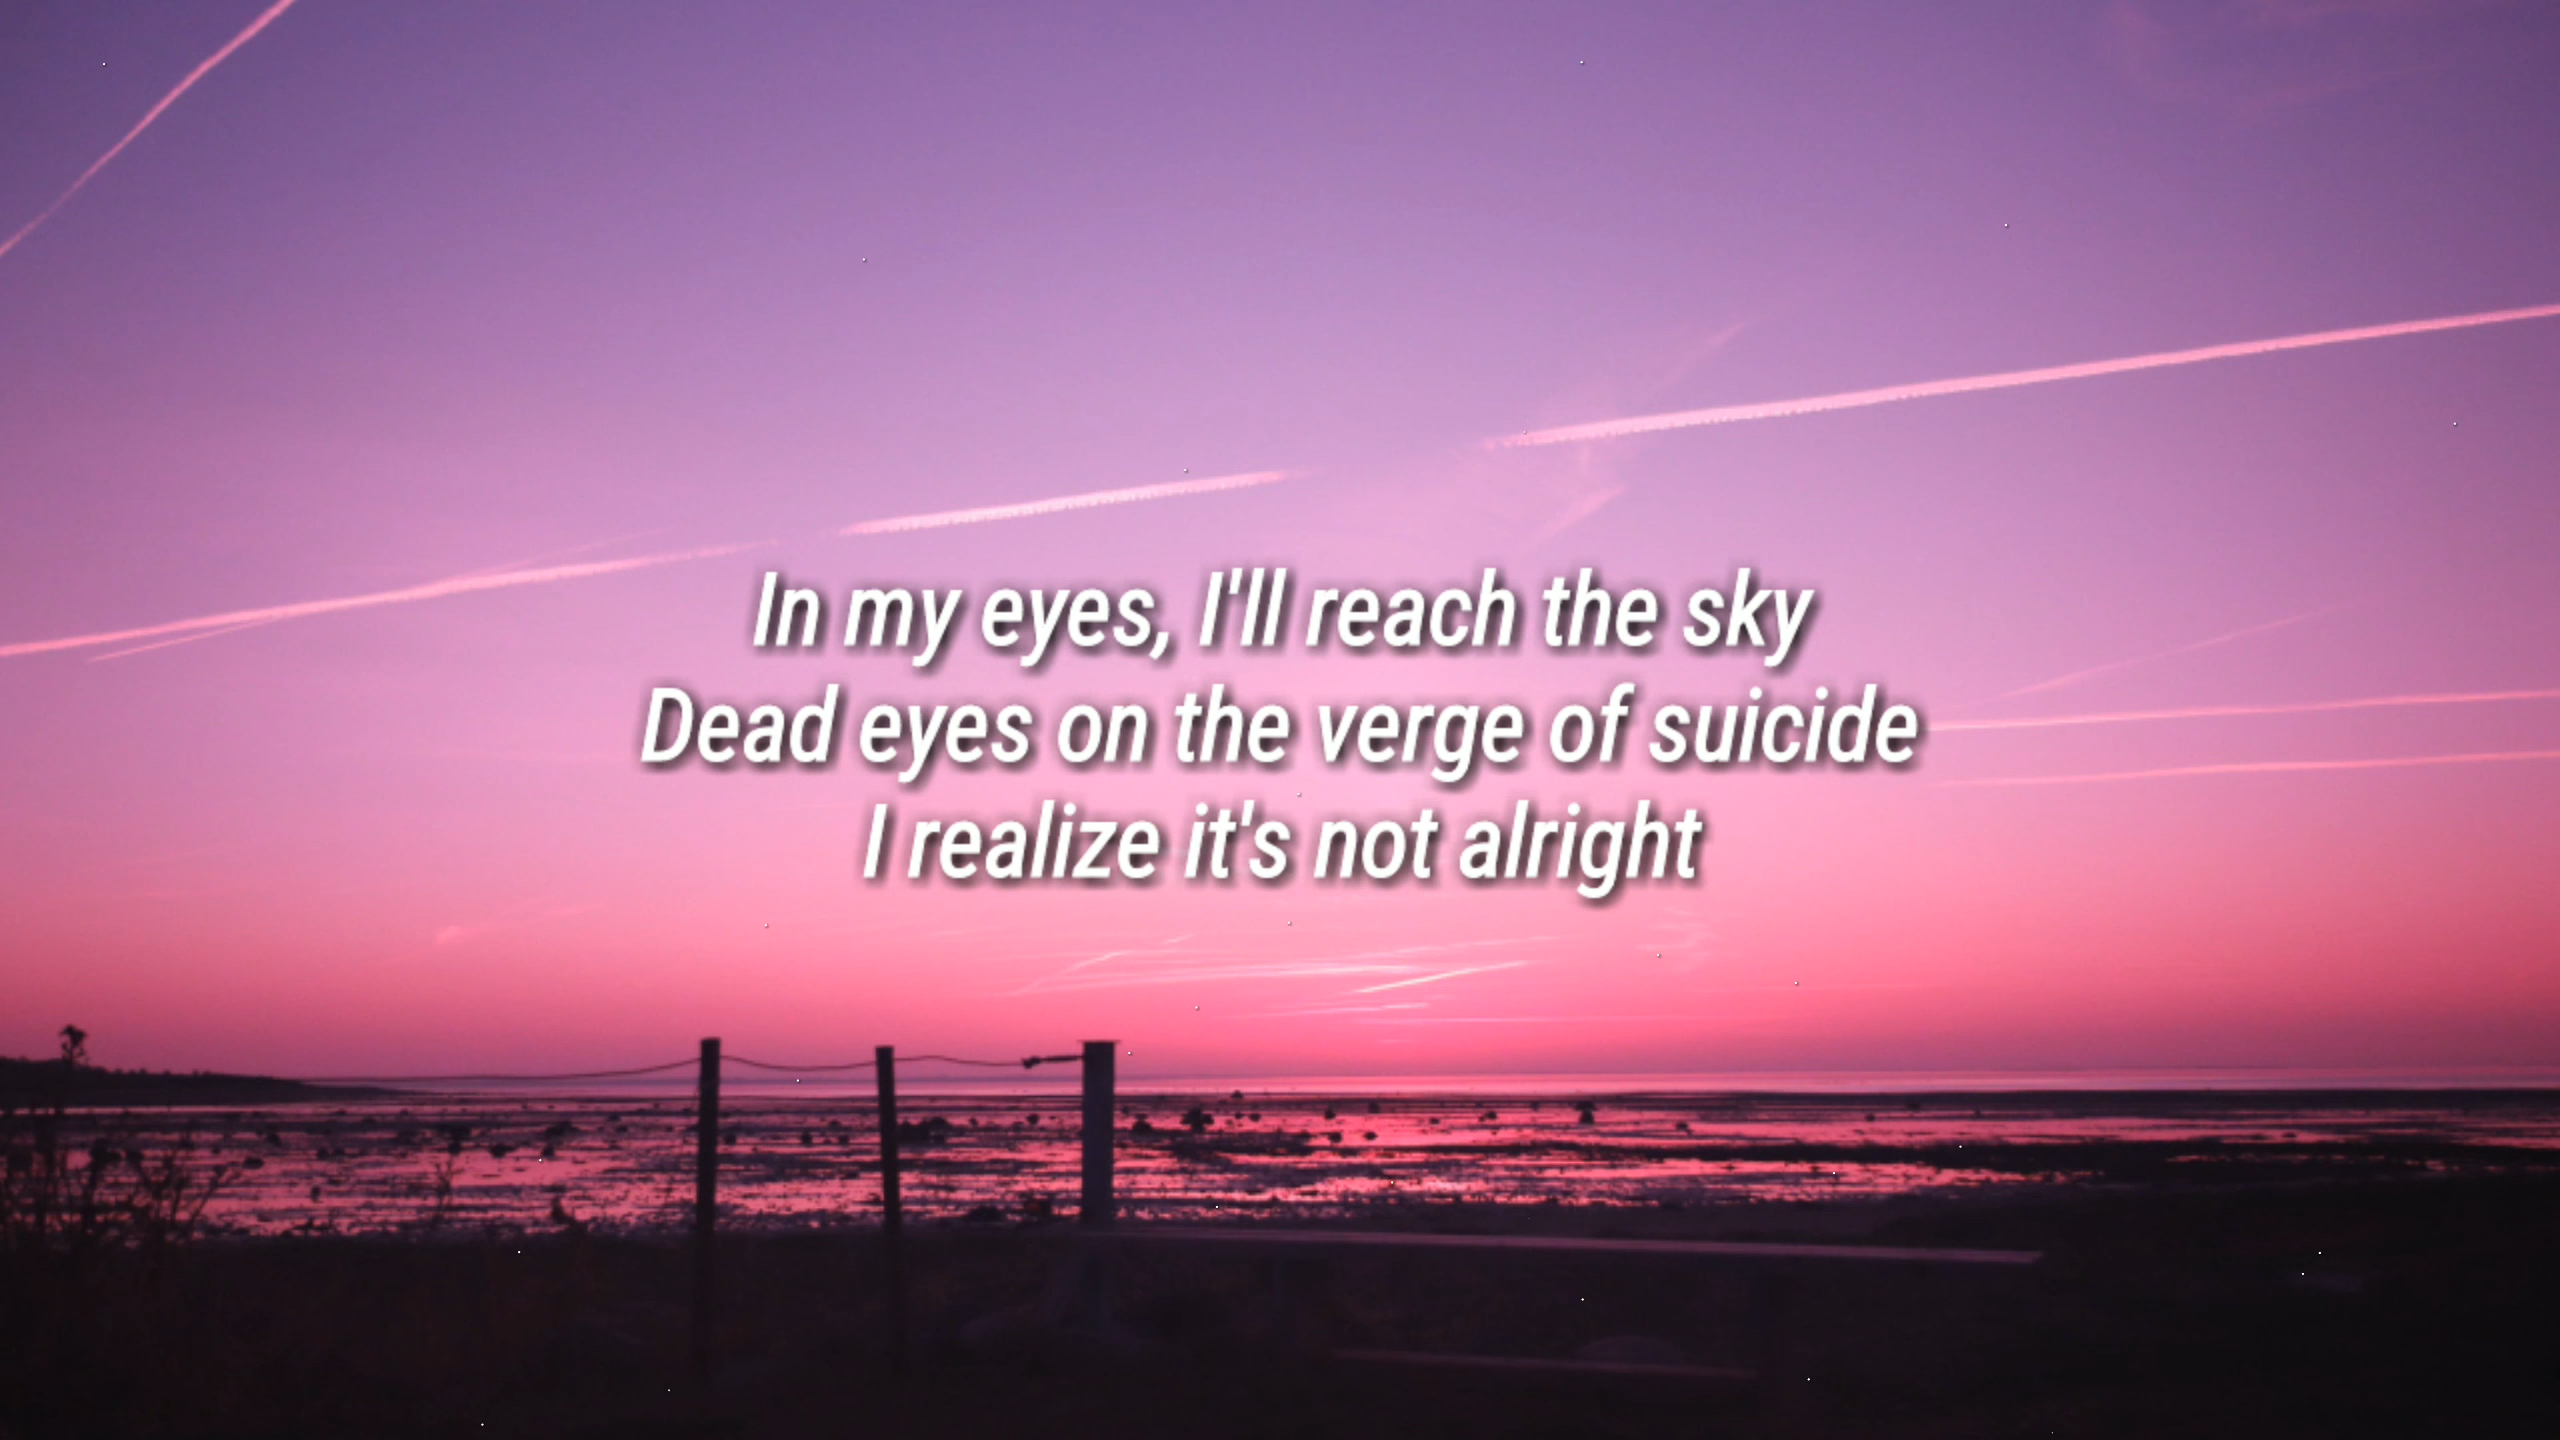 In my eyes, I'll reach the sky
Dead eyes on the verge of suicide
I realize it's not alright